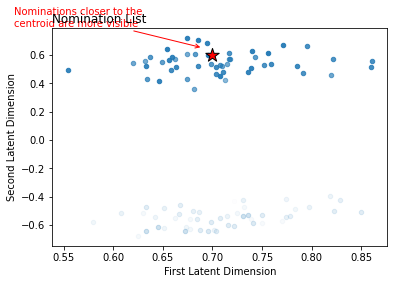 Nominations closer to the
centroid are more visible
Nomination List
0.6
0.4
0.2
0.0
−0.2
−0.4
−0.6
Second Latent Dimension
0.55 0.60 0.65 0.70 0.75 0.80 0.85
First Latent Dimension